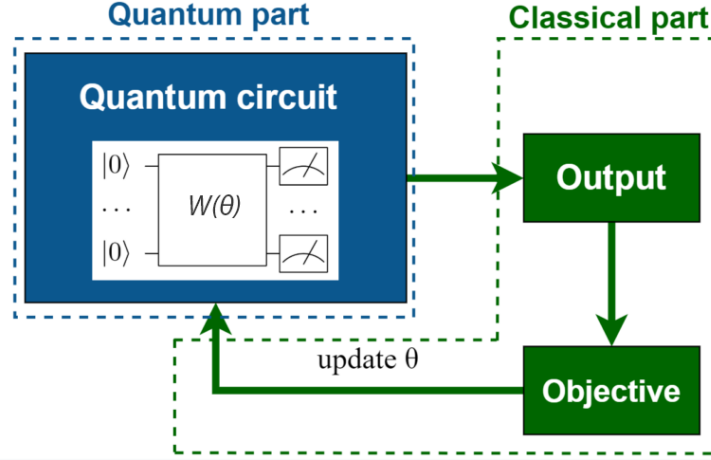 Quantum part
Classical part
Quantum circuit
|0⟩
... W(θ) ...
|0⟩
Output
update θ
Objective